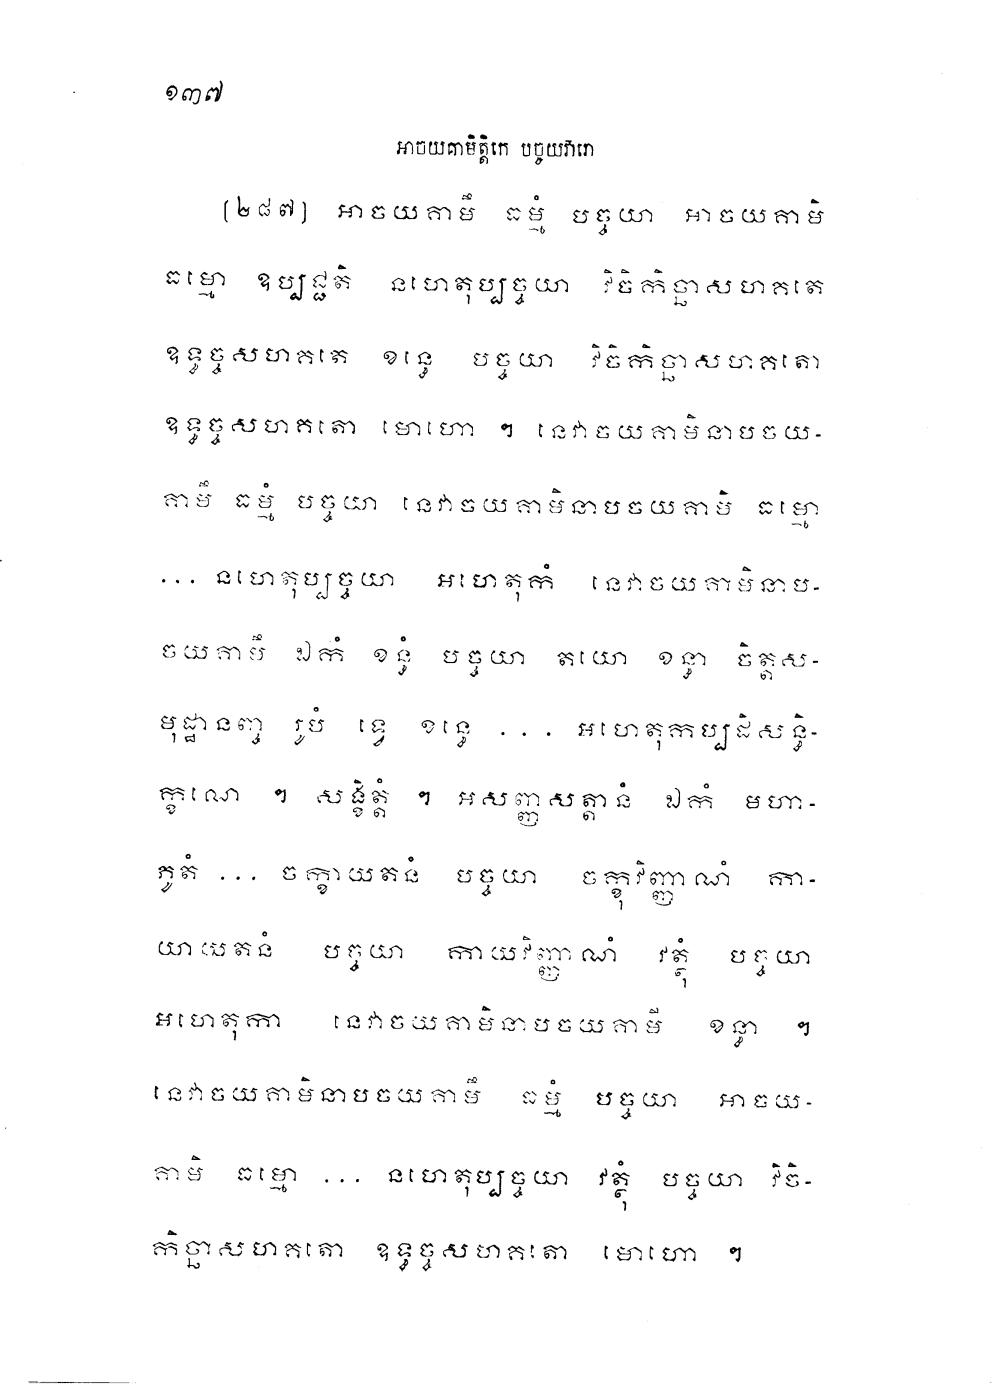 ១៣៧
អាចយគាមិត្តិកេ បច្ចយវារោ
[២៨៧] អាចយគាមឹ ធម្មំ បច្ចយា អាចយគាមិ
ធម្មោ ឧប្បជ្ជតិ នហេតុប្បច្ចយា វិចិកិច្ឆាសហគតេ
ឧទ្ធច្ចសហគតេ ខន្ធេ បច្ចយា វិចិកិច្ឆាសហគតោ
ឧទ្ធច្ចសហគតោ មោហោ ។ នេវាចយគាមិនាបចយ-
គាមឹ ធម្មំ បច្ចយា នេវាចយគាមិនាបចយគាមិ ធម្មោ
... នហេតុប្បច្ចយា អហេតុកំ នេវាចយគាមិនាប-
ចយគាមឹ ឯកំ ខន្ធំ បច្ចយា តយោ ខន្ធា ចិត្តស-
មុដ្ឋានញ្ច រូបំ ទ្វេ ខន្ធេ ... អហេតុកប្បដិសន្ធិ-
ក្ខណេ ។ សង្ខិត្តំ ។ អសញ្ញសត្តានំ ឯកំ មហា-
ភូតំ ... ចក្ខាយតនំ បច្ចយា ចក្ខុវិញ្ញាណំ កា-
យាយតនំ បច្ចយា កាយវិញ្ញាណំ វត្ថុំ បច្ចយា
អហេតុកា នេវាចយគាមិនាបចយគាមី ខន្ធា ។
នេវាចយគាមិនាបចយគាមឹ ធម្មំ បច្ចយា អាចយ-
គាមិ ធម្មោ ... នហេតុប្បច្ចយា វត្ថុំ បច្ចយា វិចិ-
កិច្ឆាសហគតោ ឧទ្ធច្ចសហគតោ មោហោ ។